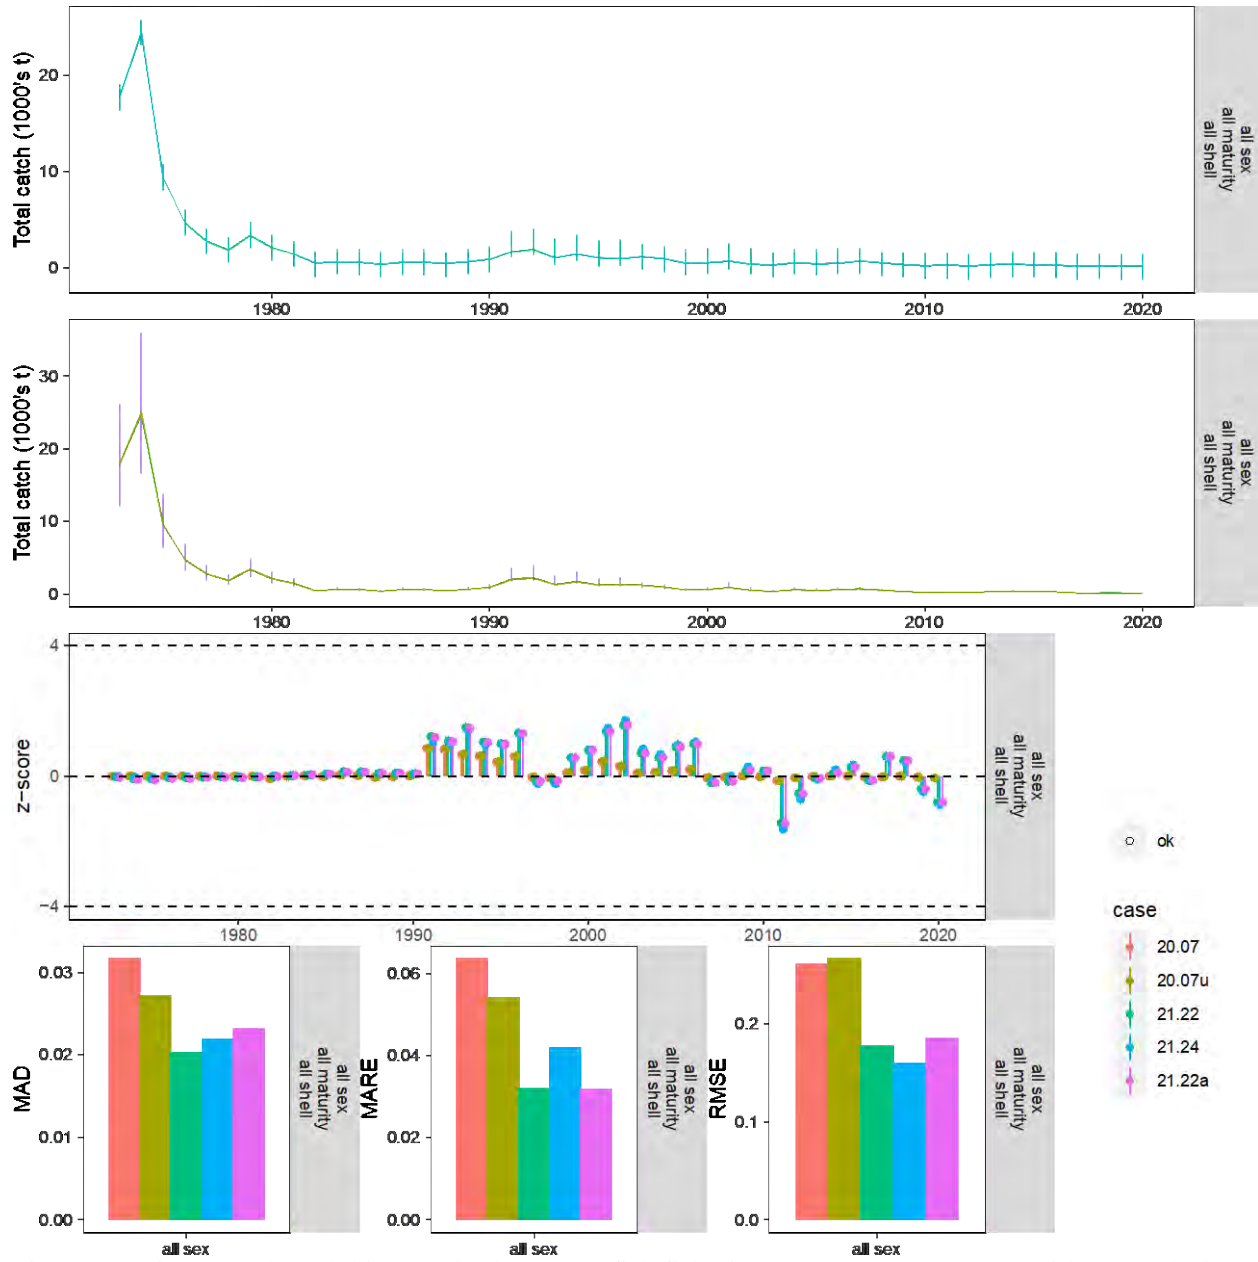 Total catch (1000's t)
20
10
0
1980
1990
2000
2010
2020
all sex
all maturity
all shell
Total catch (1000's t)
30
20
10
0
1980
1990
2000
2010
2020
all sex
all maturity
all shell
z-score
4
0
−4
1980
1990
2000
2010
2020
all sex
all maturity
all shell
ok
case
20.07
20.07u
21.22
21.24
21.22a
MAD
0.03
0.02
0.01
0.00
all sex
all sex
all maturity
all shell
MARE
0.06
0.04
0.02
0.00
all sex
all sex
all maturity
all shell
RMSE
0.2
0.1
0.0
all sex
all sex
all maturity
all shell